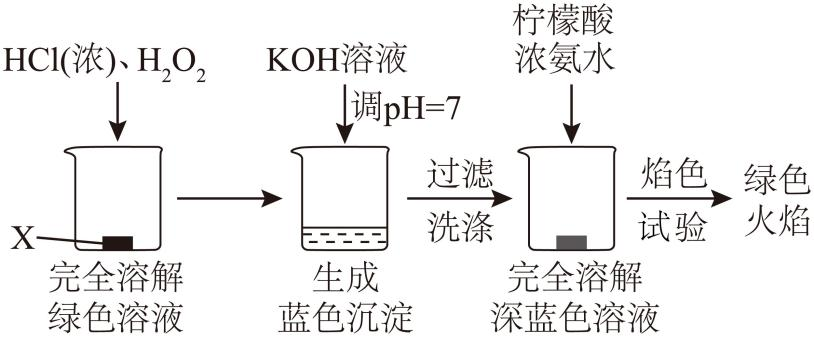 HCl(浓)、H₂O₂
KOH溶液
调pH=7
柠檬酸
浓氨水
X
过滤
洗涤
焰色
试验
绿色
火焰
完全溶解
绿色溶液
生成
蓝色沉淀
完全溶解
深蓝色溶液